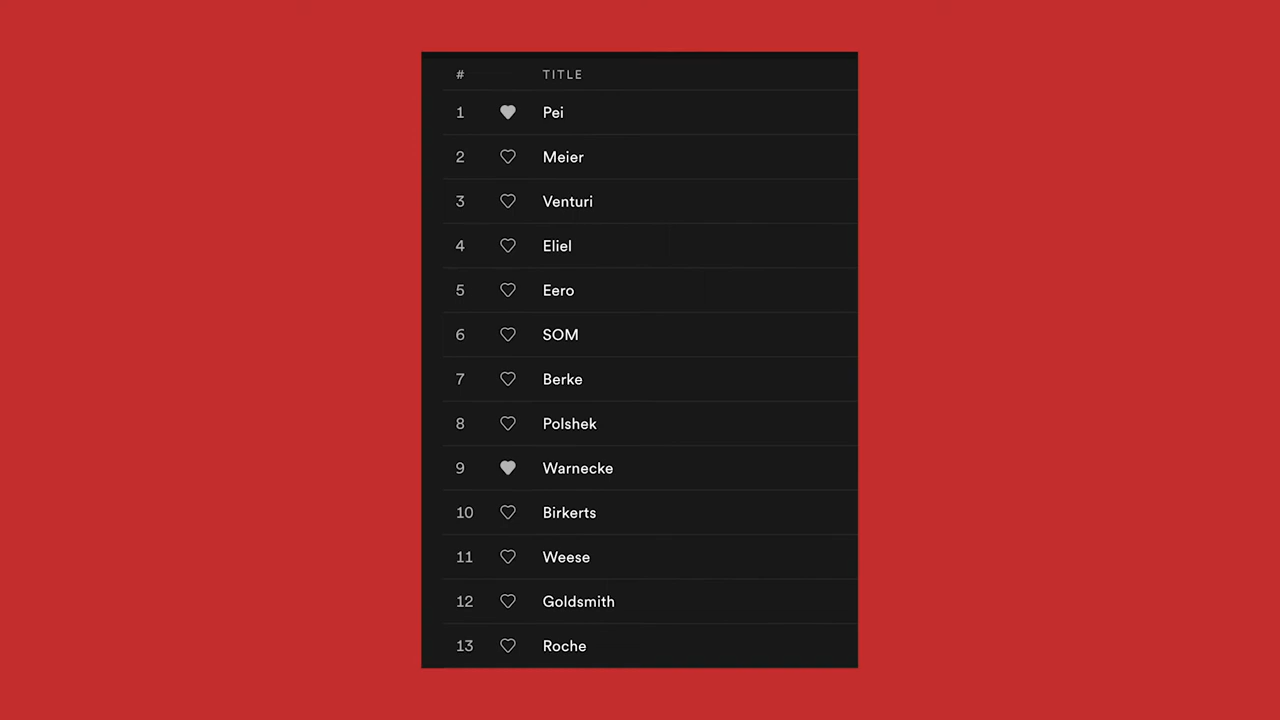 # TITLE
1 Pei
2 Meier
3 Venturi
4 Eliel
5 Eero
6 SOM
7 Berke
8 Polshek
9 Warnecke
10 Birkerts
11 Weese
12 Goldsmith
13 Roche